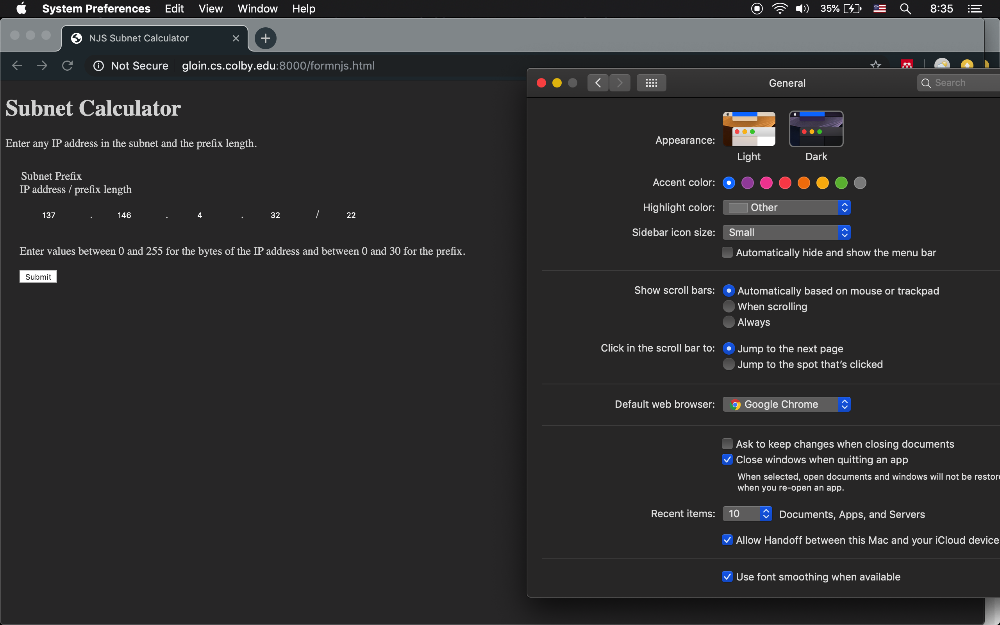 System Preferences Edit View Window Help 35% 8:35
NJS Subnet Calculator
Not Secure gloin.cs.colby.edu:8000/formnjs.html
Subnet Calculator
Enter any IP address in the subnet and the prefix length.
Subnet Prefix
IP address / prefix length
137 . 146 . 4 . 32 / 22
Enter values between 0 and 255 for the bytes of the IP address and between 0 and 30 for the prefix.
Submit
General
Search
Appearance:
Light Dark
Accent color:
Highlight color: Other
Sidebar icon size: Small
Automatically hide and show the menu bar
Show scroll bars: Automatically based on mouse or trackpad
When scrolling
Always
Click in the scroll bar to: Jump to the next page
Jump to the spot that's clicked
Default web browser: Google Chrome
Ask to keep changes when closing documents
Close windows when quitting an app
When selected, open documents and windows will not be restore
when you re-open an app.
Recent items: 10 Documents, Apps, and Servers
Allow Handoff between this Mac and your iCloud device
Use font smoothing when available